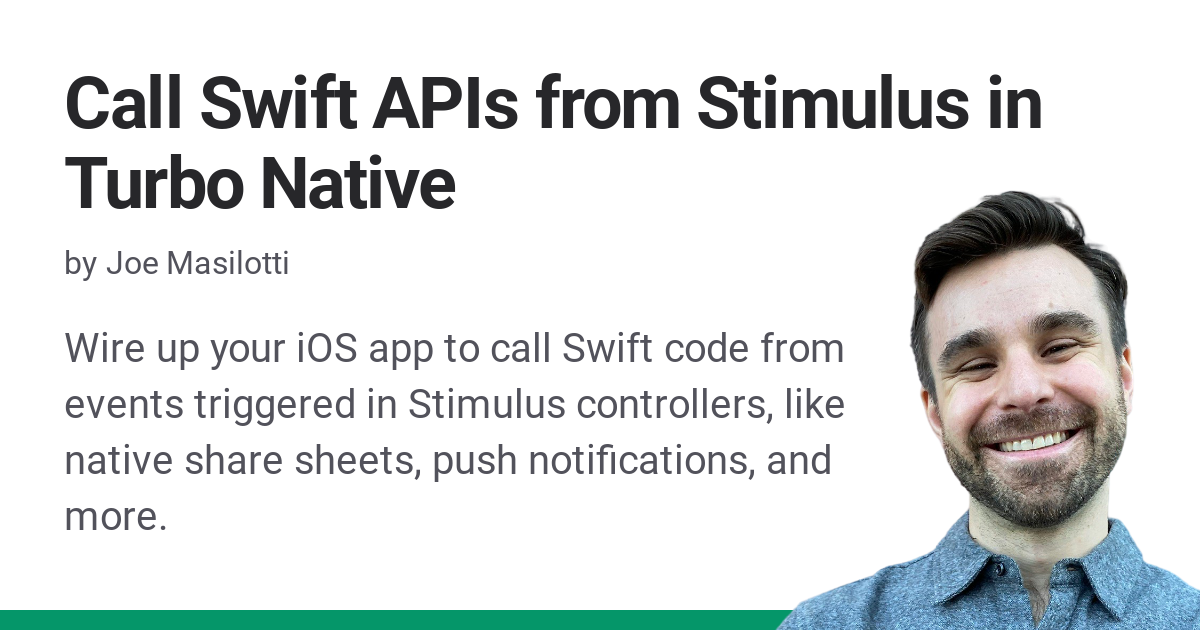 Call Swift APIs from Stimulus in
Turbo Native
by Joe Masilotti
Wire up your iOS app to call Swift code from
events triggered in Stimulus controllers, like
native share sheets, push notifications, and
more.